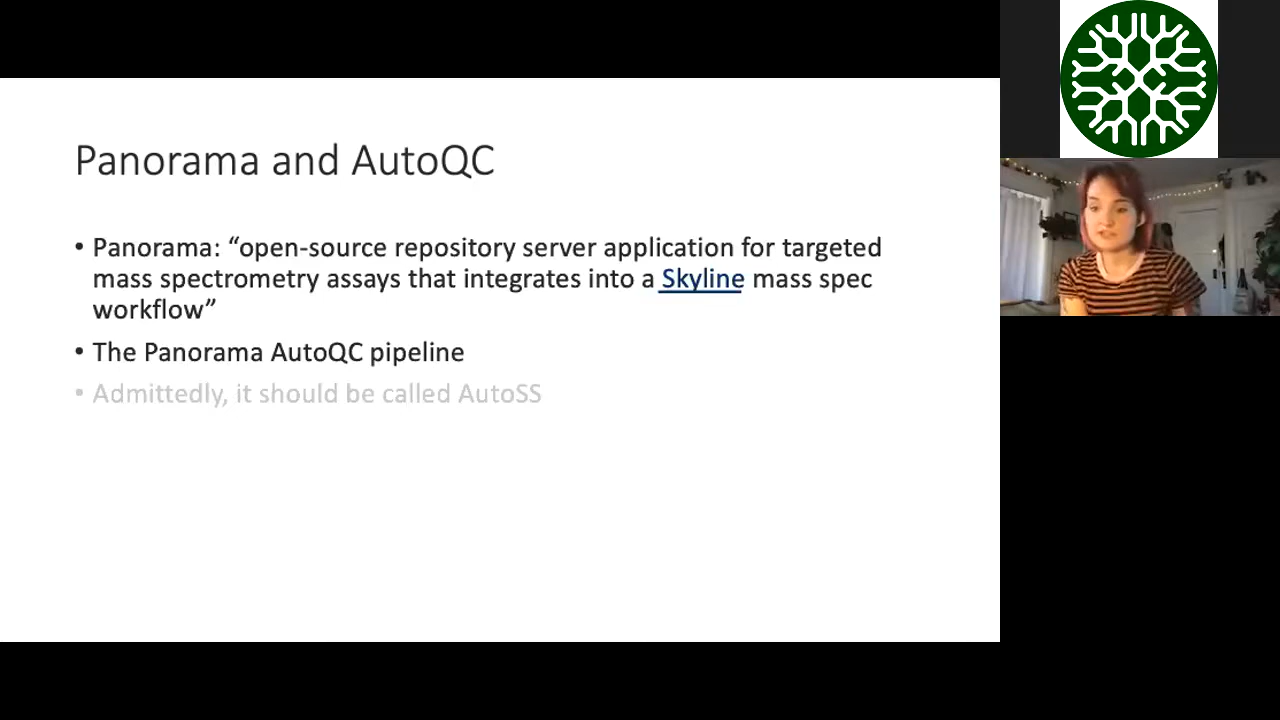 Panorama and AutoQC
• Panorama: “open-source repository server application for targeted
mass spectrometry assays that integrates into a Skyline mass spec
workflow”
• The Panorama AutoQC pipeline
• Admittedly, it should be called AutoSS